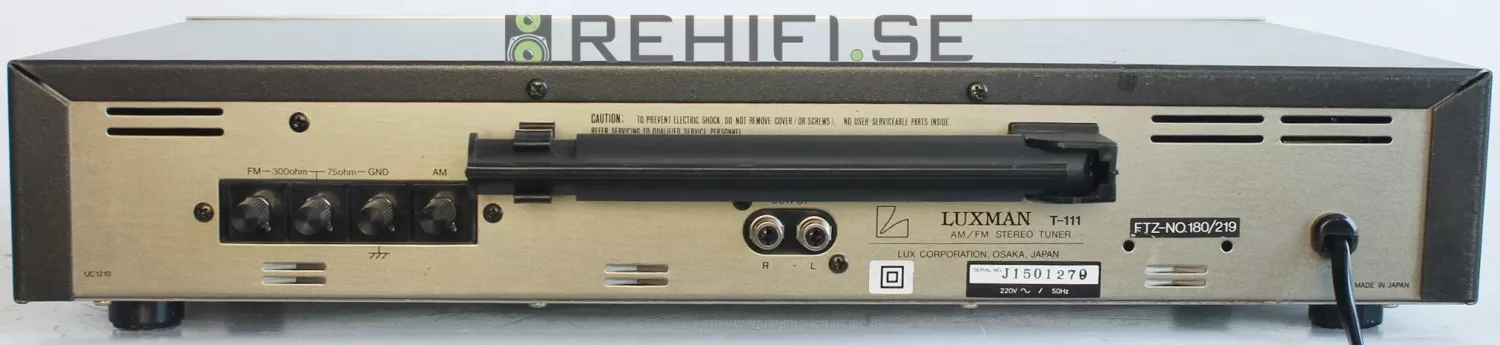 REHIFI.SE
CAUTION: TO PREVENT ELECTRIC SHOCK, DO NOT REMOVE COVER (OR SCREWS). NO USER-SERVICEABLE PARTS INSIDE.
REFER SERVICING TO QUALIFIED SERVICE PERSONNEL
FM-300ohm 75ohm-GND AM
OUTPUT
R - L
LUXMAN T-111
AM/FM STEREO TUNER
LUX CORPORATION, OSAKA, JAPAN
SERIAL NO. J1501279
220V ~ / 50Hz
FTZ-NO.180/219
UC1210
MADE IN JAPAN